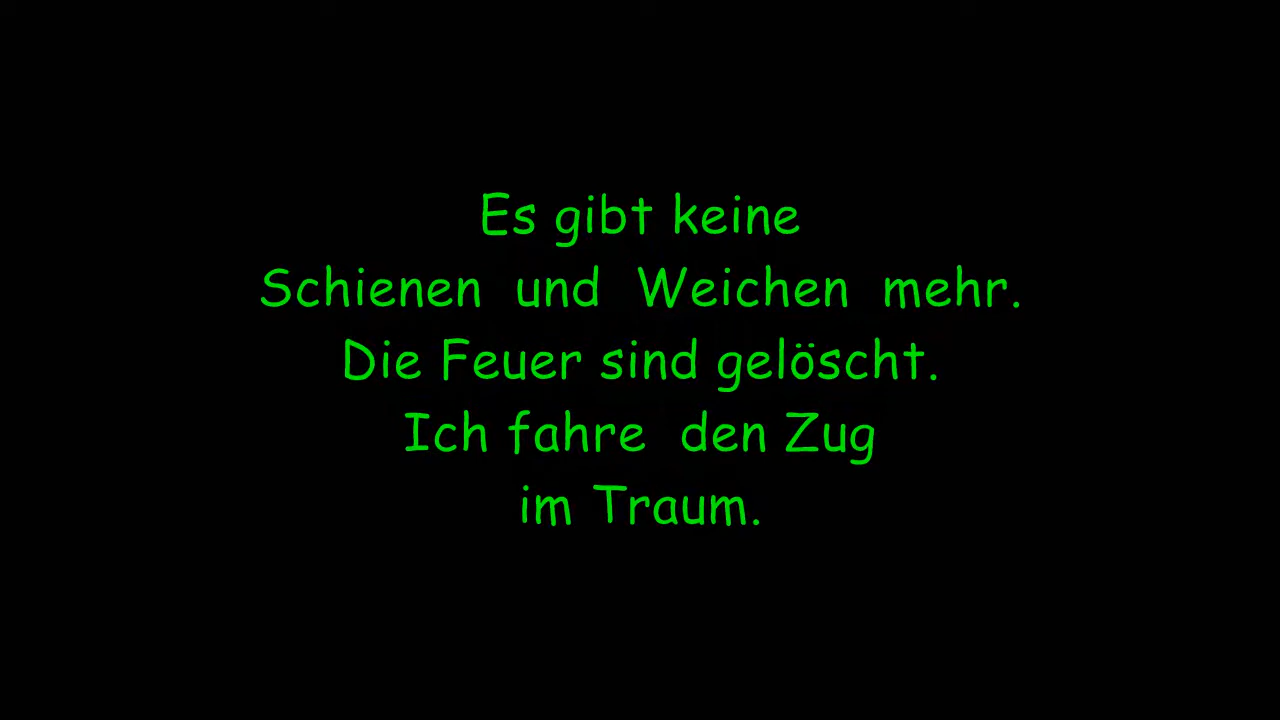 Es gibt keine
Schienen und Weichen mehr.
Die Feuer sind gelöscht.
Ich fahre den Zug
im Traum.